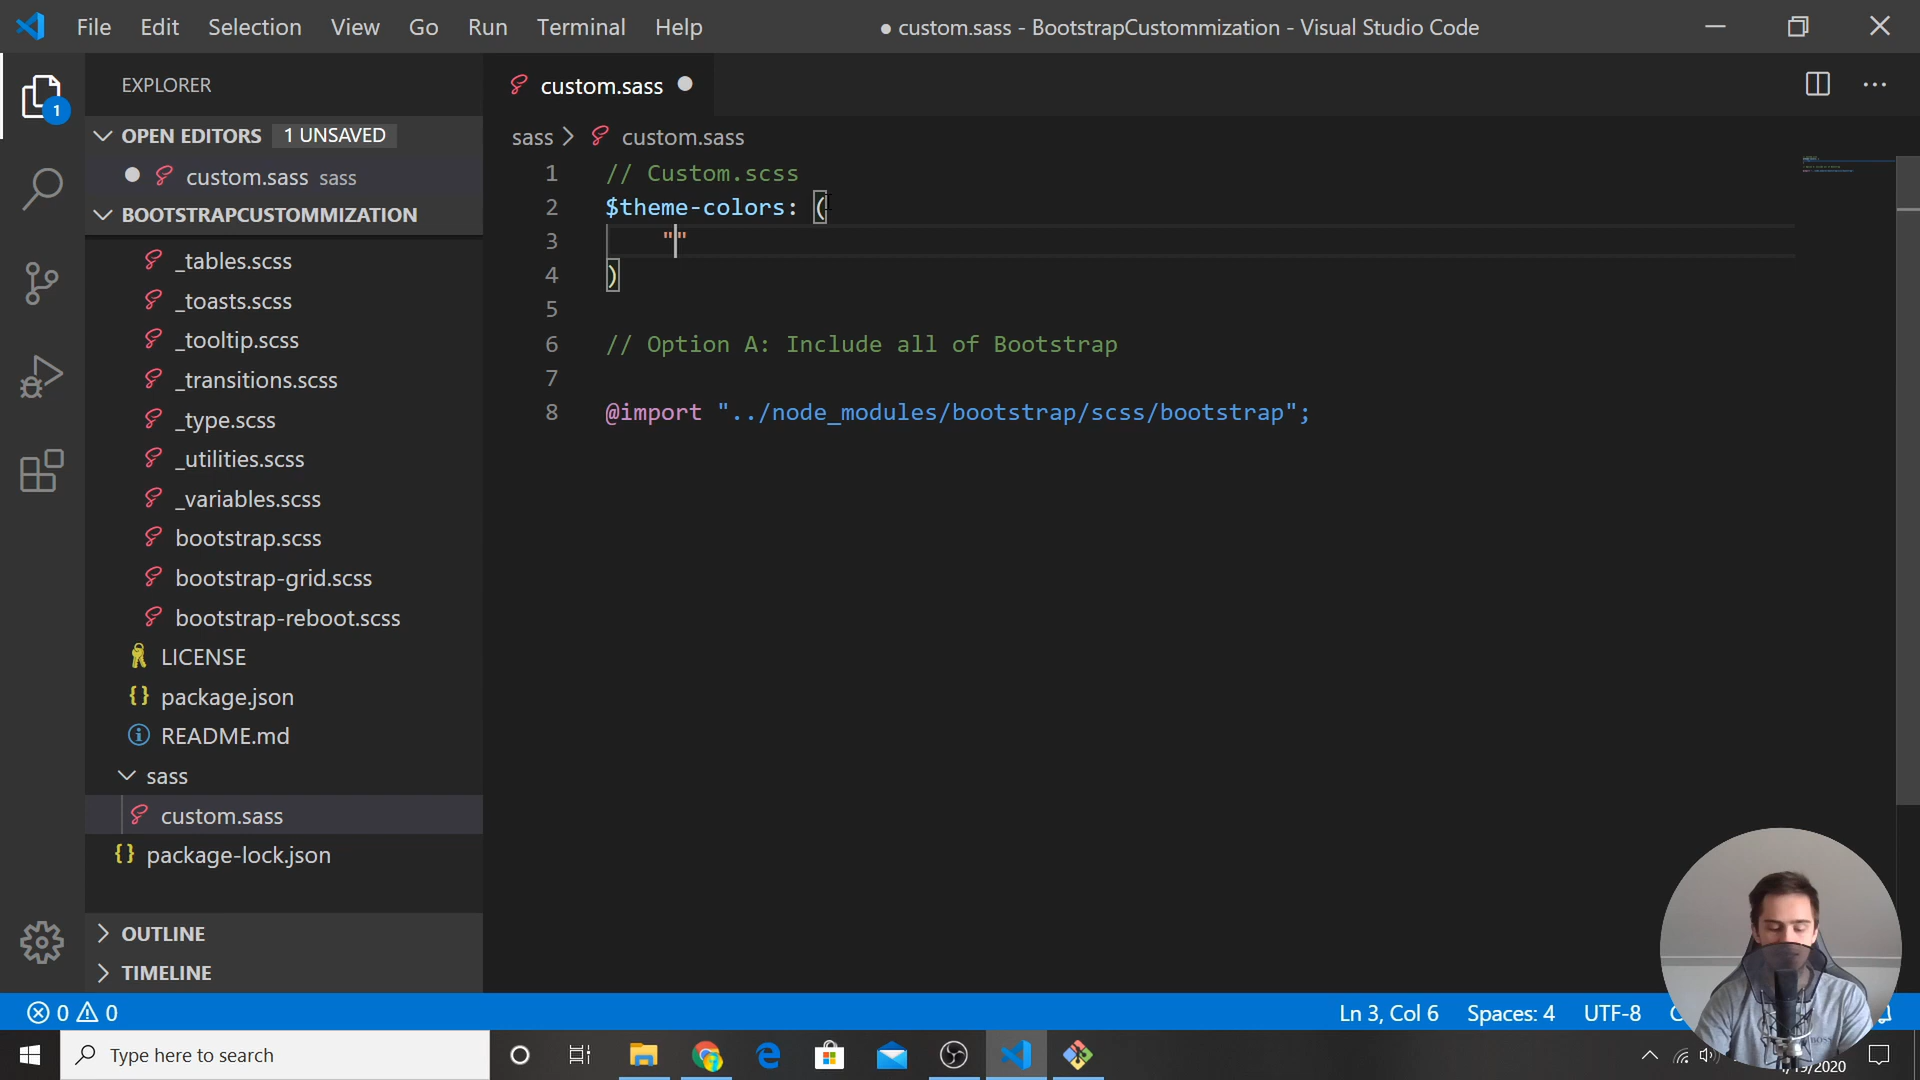 File Edit Selection View Go Run Terminal Help
● custom.sass - BootstrapCustommization - Visual Studio Code
1
EXPLORER
OPEN EDITORS 1 UNSAVED
custom.sass sass
BOOTSTRAPCUSTOMMIZATION
_tables.scss
_toasts.scss
_tooltip.scss
_transitions.scss
_type.scss
_utilities.scss
_variables.scss
bootstrap.scss
bootstrap-grid.scss
bootstrap-reboot.scss
LICENSE
{} package.json
README.md
sass
custom.sass
{} package-lock.json
OUTLINE
TIMELINE
custom.sass
sass > custom.sass
1 // Custom.scss
2 $theme-colors: (
3 ""
4 )
5
6 // Option A: Include all of Bootstrap
7
8 @import "../node_modules/bootstrap/scss/bootstrap";
0 0
Ln 3, Col 6 Spaces: 4 UTF-8
Type here to search